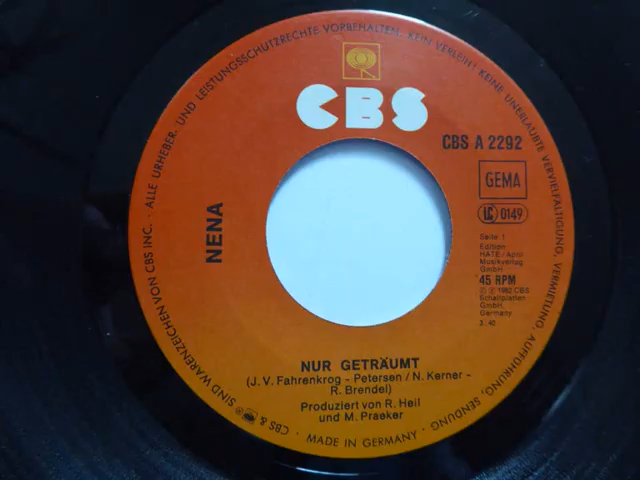 · ALLE URHEBER- UND LEISTUNGSSCHUTZRECHTE VORBEHALTEN. KEIN VERLEIH! KEINE UNERLAUBTE VERVIELFÄLTIGUNG, VERMIETUNG, AUFFÜHRUNG, SENDUNG
CBS
CBS A 2292
GEMA
LC 0149
NENA
Seite 1
Edition
HATE/April
Musikverlag
GmbH
45 RPM
Ⓟ © 1982 CBS
Schallplatten
GmbH,
Germany
3:40
NUR GETRÄUMT
(J. V. Fahrenkrog - Petersen / N. Kerner -
R. Brendel)
Produziert von R. Heil
und M. Praeker
CBS & ® SIND WARENZEICHEN VON CBS INC.
· MADE IN GERMANY ·